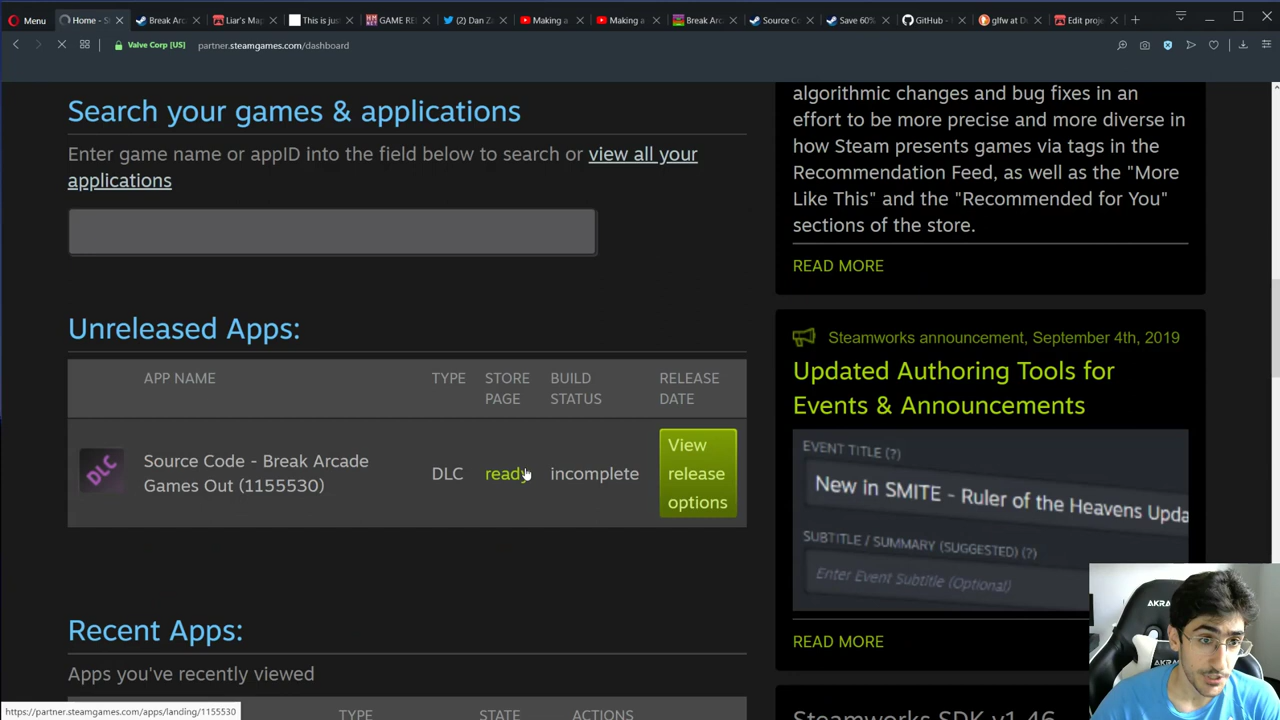 Menu
Home - S
Break Arc
Liar's Ma
This is jus
GAME RE
(2) Dan Z
Making a
Making a
Break Arc
Source Co
Save 60%
GitHub -
glfw at D
Edit proje
Valve Corp [US]
partner.steamgames.com/dashboard
Search your games & applications
Enter game name or appID into the field below to search or view all your
applications
Unreleased Apps:
APP NAME
TYPE
STORE
PAGE
BUILD
STATUS
RELEASE
DATE
DLC
Source Code - Break Arcade
Games Out (1155530)
DLC
ready
incomplete
View
release
options
Recent Apps:
Apps you've recently viewed
TYPE
STATE
ACTIONS
https://partner.steamgames.com/apps/landing/1155530
algorithmic changes and bug fixes in an
effort to be more precise and more diverse in
how Steam presents games via tags in the
Recommendation Feed, as well as the "More
Like This" and the "Recommended for You"
sections of the store.
READ MORE
Steamworks announcement, September 4th, 2019
Updated Authoring Tools for
Events & Announcements
EVENT TITLE (?)
New in SMITE - Ruler of the Heavens Upda
SUBTITLE / SUMMARY (SUGGESTED) (?)
Enter Event Subtitle (Optional)
READ MORE
Steamworks SDK v1.46
AKRA